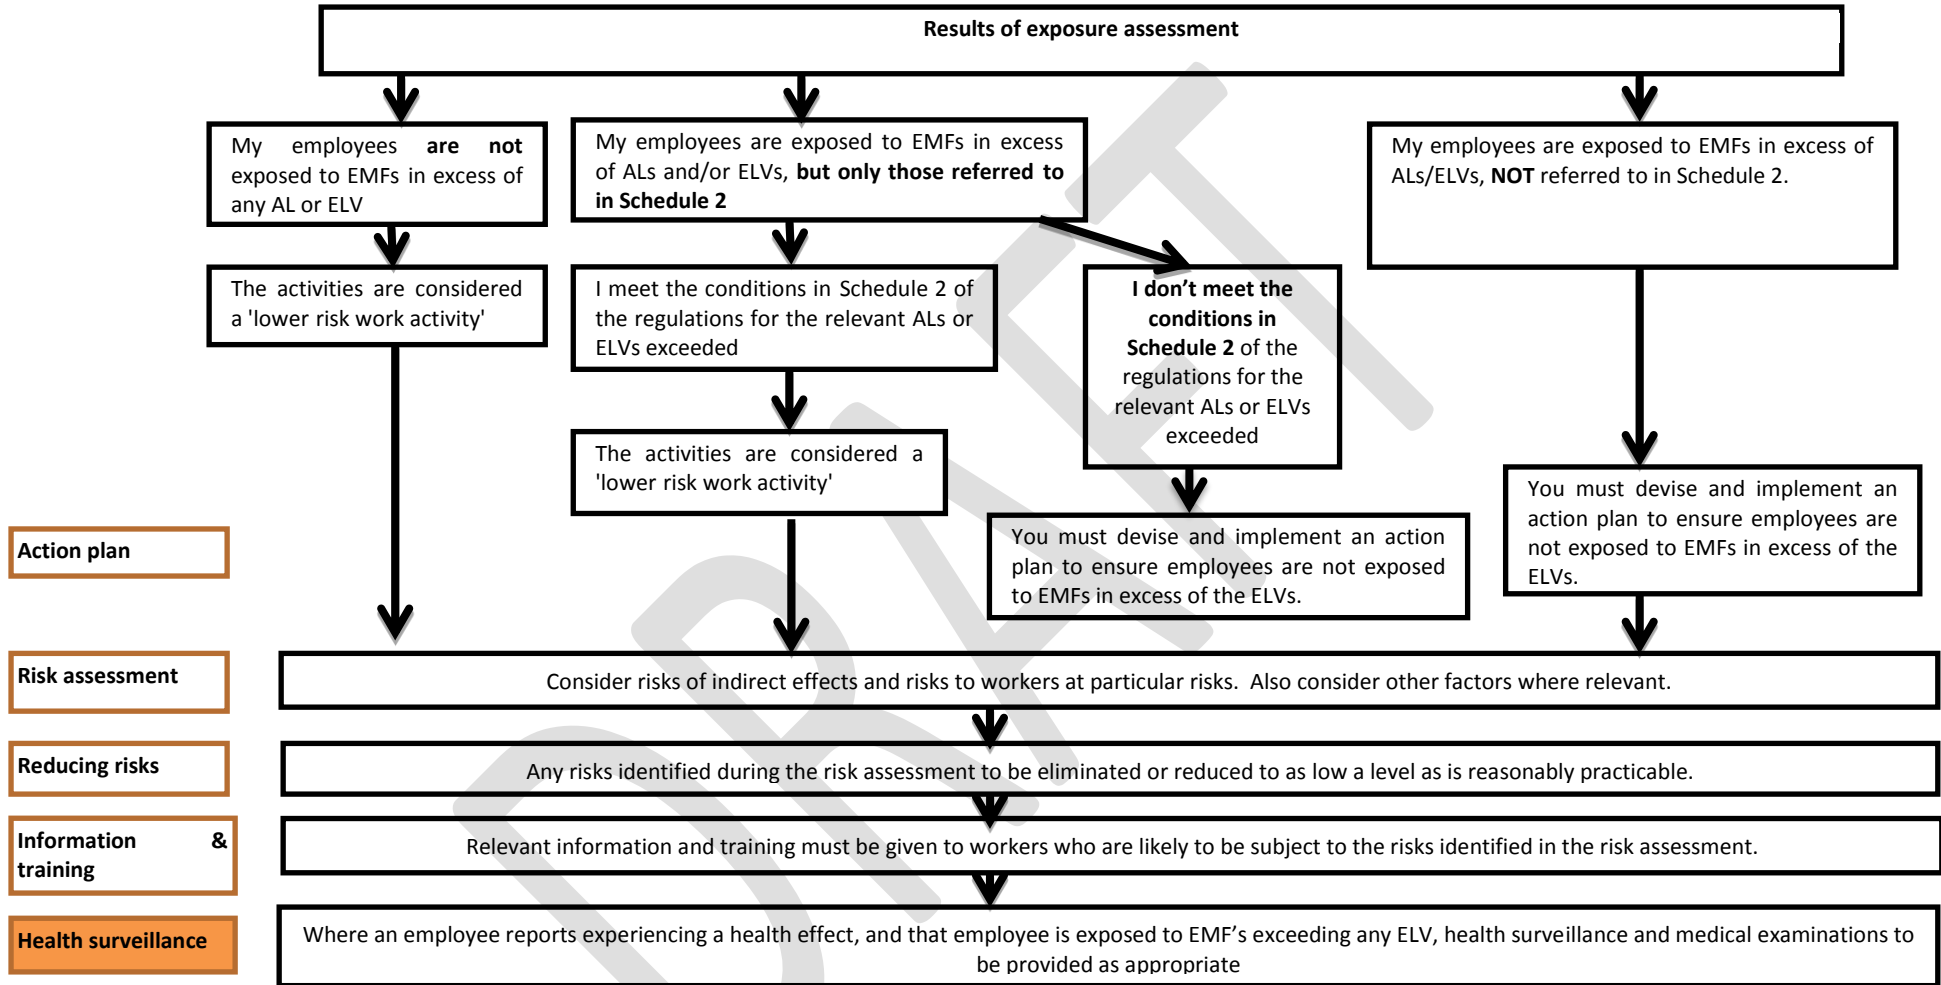 Results of exposure assessment
My employees are not
exposed to EMFs in excess of
any AL or ELV
My employees are exposed to EMFs in excess
of ALs and/or ELVs, but only those referred to
in Schedule 2
My employees are exposed to EMFs in excess of
ALs/ELVs, NOT referred to in Schedule 2.
The activities are considered
a 'lower risk work activity'
I meet the conditions in Schedule 2 of
the regulations for the relevant ALs or
ELVs exceeded
I don’t meet the
conditions in
Schedule 2 of the
regulations for the
relevant ALs or ELVs
exceeded
The activities are considered a
'lower risk work activity'
You must devise and implement an
action plan to ensure employees are
not exposed to EMFs in excess of the
ELVs.
Action plan
You must devise and implement an action
plan to ensure employees are not exposed
to EMFs in excess of the ELVs.
Risk assessment
Consider risks of indirect effects and risks to workers at particular risks. Also consider other factors where relevant.
Reducing risks
Any risks identified during the risk assessment to be eliminated or reduced to as low a level as is reasonably practicable.
Information &
training
Relevant information and training must be given to workers who are likely to be subject to the risks identified in the risk assessment.
Health surveillance
Where an employee reports experiencing a health effect, and that employee is exposed to EMF’s exceeding any ELV, health surveillance and medical examinations to
be provided as appropriate
DRAFT